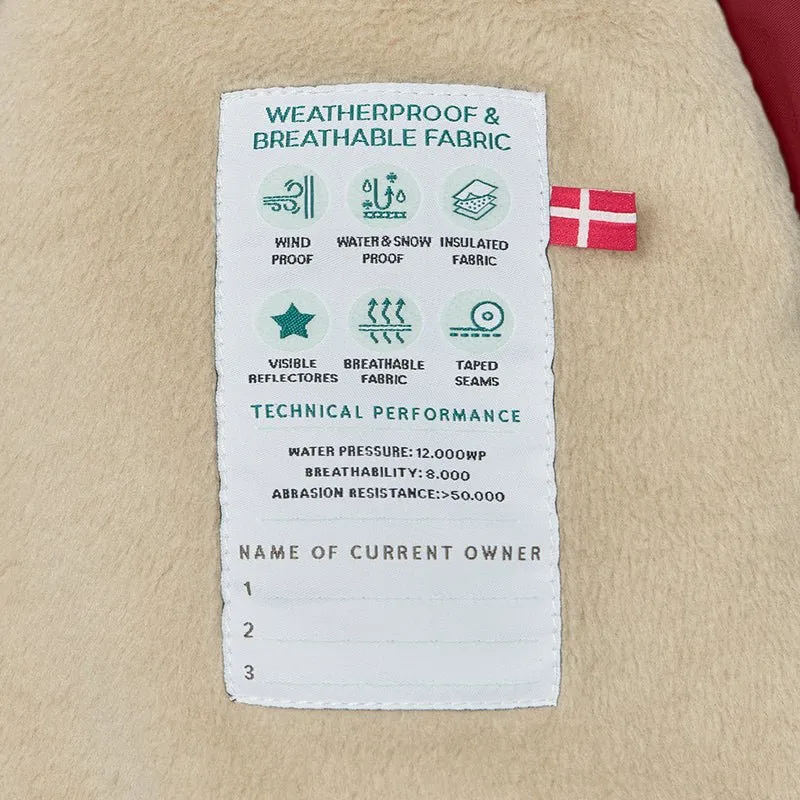 WEATHERPROOF &
BREATHABLE FABRIC
WIND
PROOF
WATER & SNOW
PROOF
INSULATED
FABRIC
VISIBLE
REFLECTORES
BREATHABLE
FABRIC
TAPED
SEAMS
TECHNICAL PERFORMANCE
WATER PRESSURE: 12.000WP
BREATHABILITY: 8.000
ABRASION RESISTANCE:>50.000
NAME OF CURRENT OWNER
1
2
3